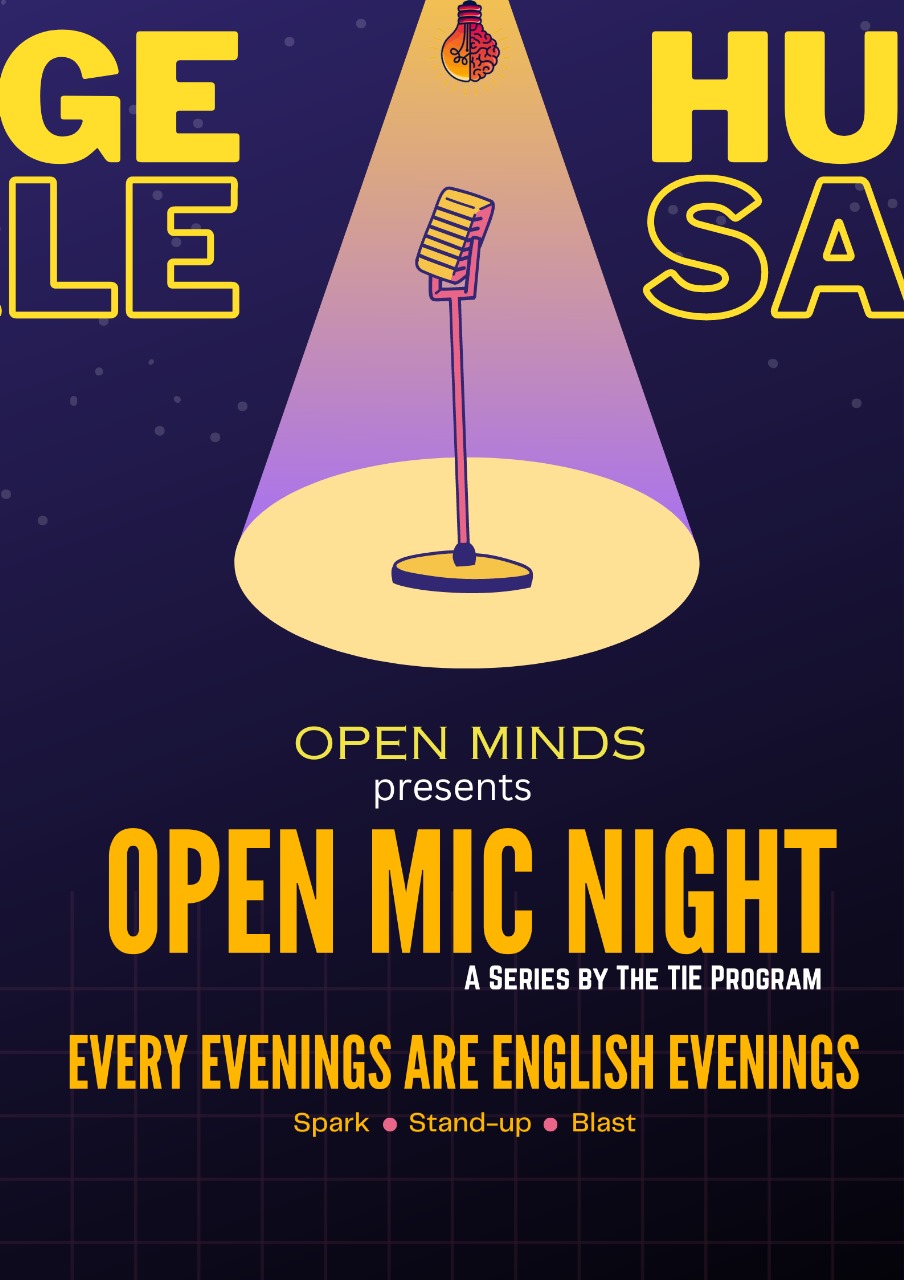 GE
HU
LE
SA
OPEN MINDS
presents
OPEN MIC NIGHT
A SERIES BY THE TIE PROGRAM
EVERY EVENINGS ARE ENGLISH EVENINGS
Spark ● Stand-up ● Blast